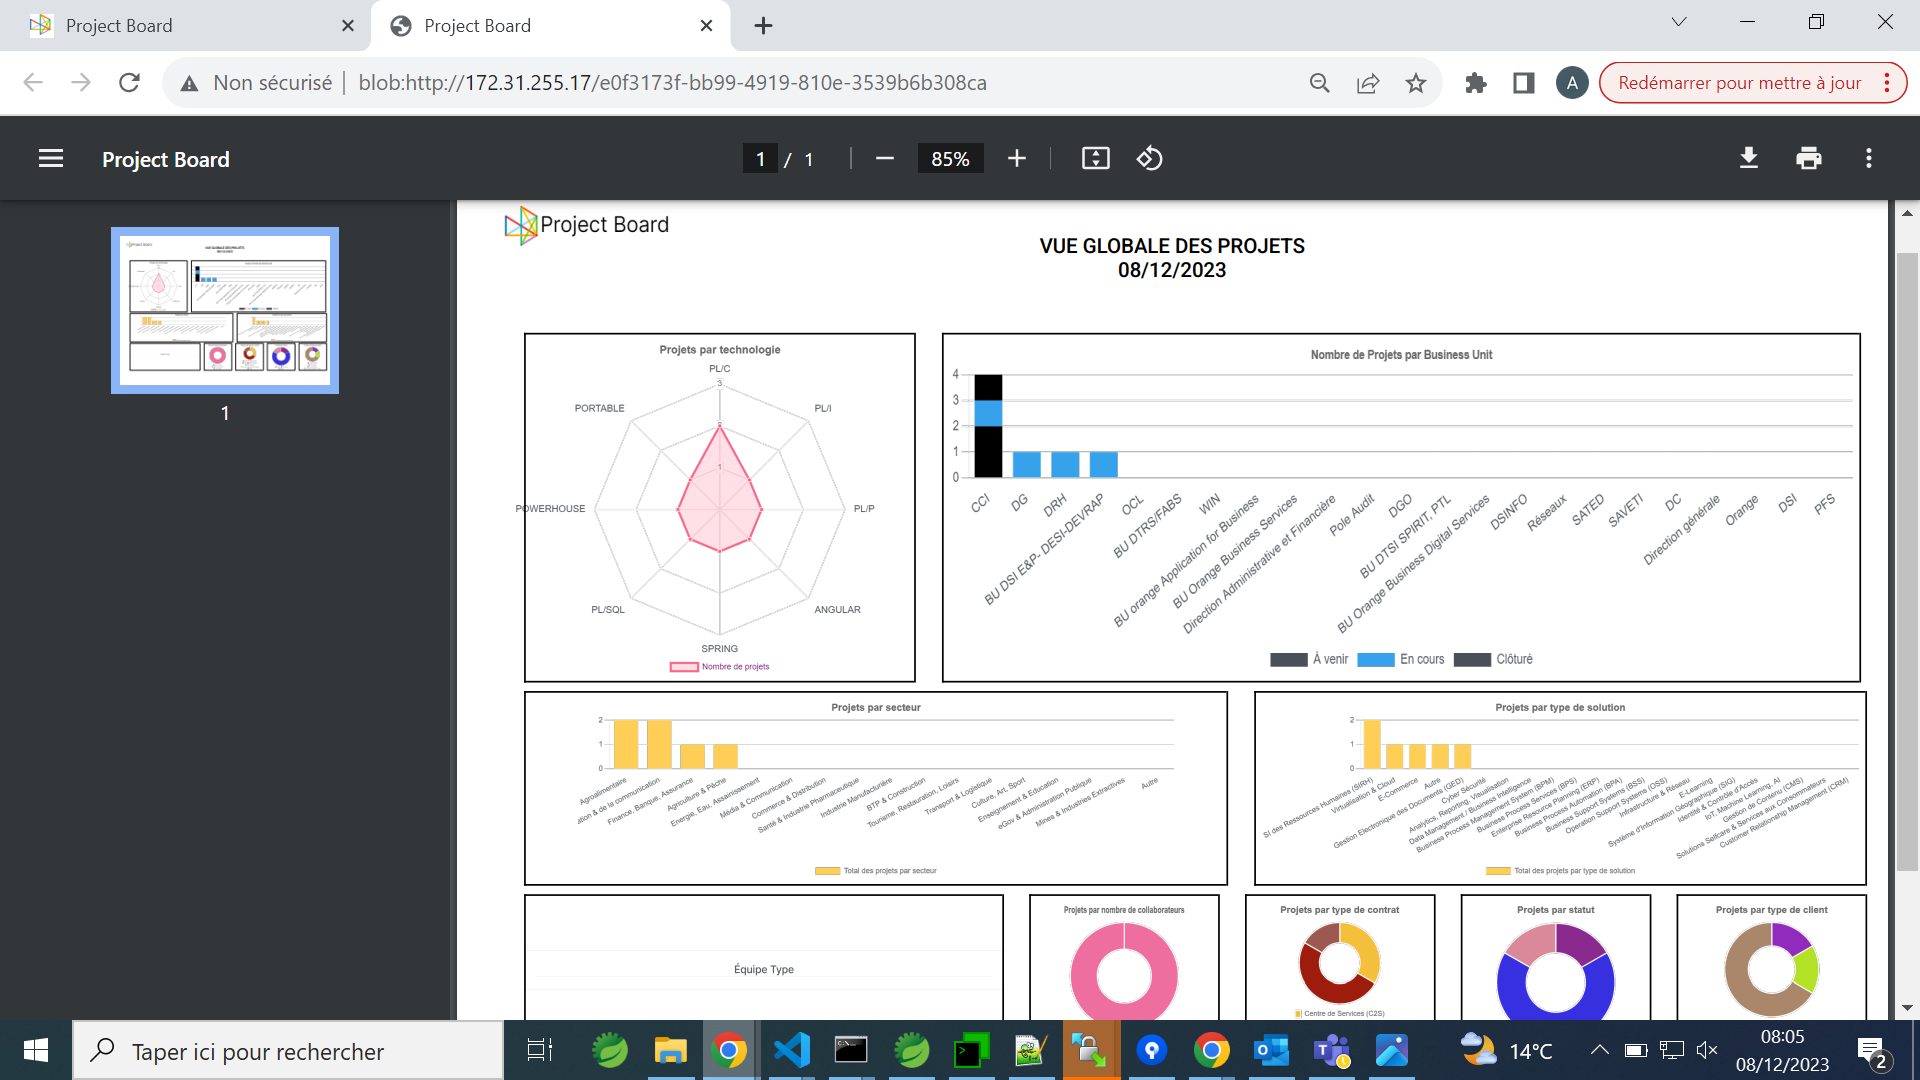 Project Board
Project Board
Non sécurisé
blob:http://172.31.255.17/e0f3173f-bb99-4919-810e-3539b6b308ca
A
Redémarrer pour mettre à jour
Project Board
1 / 1
85%
1
Project Board
VUE GLOBALE DES PROJETS
08/12/2023
Projets par technologie
PL/C
PL/I
PL/P
ANGULAR
SPRING
PL/SQL
POWERHOUSE
PORTABLE
3
2
1
Nombre de projets
Nombre de Projets par Business Unit
4
3
2
1
0
CCI
DG
DRH
BU DSI E&P- DESI-DEVRAP
OCL
BU DTRS/FABS
WIN
BU orange Application for Business
BU Orange Business Services
Direction Administrative et Financière
Pole Audit
DGO
BU DTSI SPIRIT, PTL
BU Orange Business Digital Services
DSINFO
Réseaux
SATED
SAVETI
DC
Direction générale
Orange
DSI
PFS
À venir
En cours
Clôturé
Projets par secteur
2
1
0
Agroalimentaire
ation & de la communication
Finance, Banque, Assurance
Agriculture & Pêche
Energie, Eau, Assainissement
Média & Communication
Commerce & Distribution
Santé & Industrie Pharmaceutique
Industrie Manufacturière
BTP & Construction
Tourisme, Restauration, Loisirs
Transport & Logistique
Culture, Art, Sport
Enseignement & Education
eGov & Administration Publique
Mines & Industries Extractives
Autre
Total des projets par secteur
Projets par type de solution
2
1
0
SI des Ressources Humaines (SIRH)
Virtualisation & Cloud
E-Commerce
Autre
Gestion Electronique des Documents (GED)
Cyber Sécurité
Analytics, Reporting, Visualisation
Data Management / Business Intelligence
Business Process Management System (BPM)
Business Process Services (BPS)
Enterprise Resource Planning (ERP)
Business Process Automation (BPA)
Business Support Systems (BSS)
Operation Support Systems (OSS)
Infrastructure & Réseau
E-Learning
Système d'Information Géographique (SIG)
Identité & Contrôle d'Accès
IoT, Machine Learning, AI
Gestion de Contenu (CMS)
Solutions Selfcare & Services aux Consommateurs
Customer Relationship Management (CRM)
Total des projets par type de solution
Équipe Type
Projets par nombre de collaborateurs
Projets par type de contrat
Centre de Services (C2S)
Projets par statut
Projets par type de client
Taper ici pour rechercher
14°C
08:05
08/12/2023
2